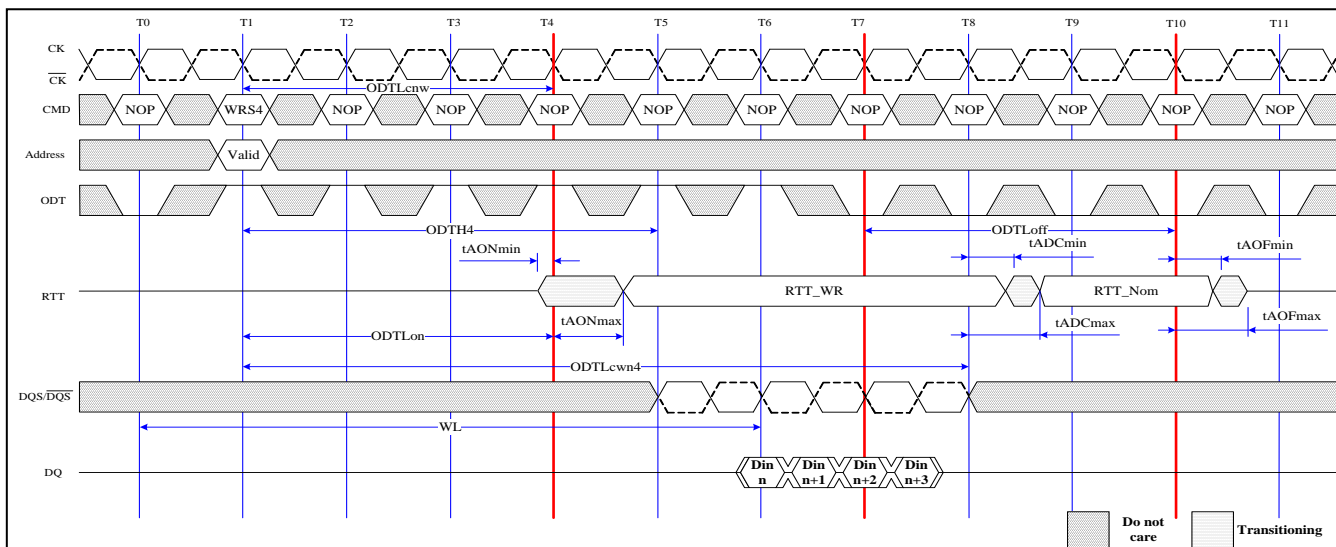 T0 T1 T2 T3 T4 T5 T6 T7 T8 T9 T10 T11
CK
CK
ODTLcnw
CMD NOP WRS4 NOP NOP NOP NOP NOP NOP NOP NOP NOP NOP
Address Valid
ODT
ODTH4 ODTLoff
tAONmin tADCmin tAOFmin
RTT RTT_WR RTT_Nom
tAONmax tADCmax tAOFmax
ODTLon
ODTLcwn4
DQS/DQS
WL
DQ Din n Din n+1 Din n+2 Din n+3
Do not care Transitioning